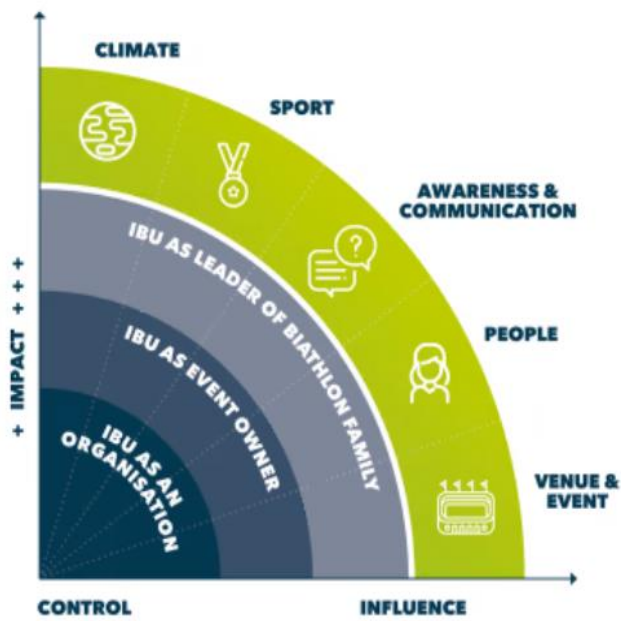 CLIMATE
SPORT
AWARENESS &
COMMUNICATION
PEOPLE
VENUE &
EVENT
?
IBU AS LEADER OF BIATHLON FAMILY
IBU AS EVENT OWNER
IBU AS AN
ORGANISATION
+ IMPACT + + +
CONTROL
INFLUENCE